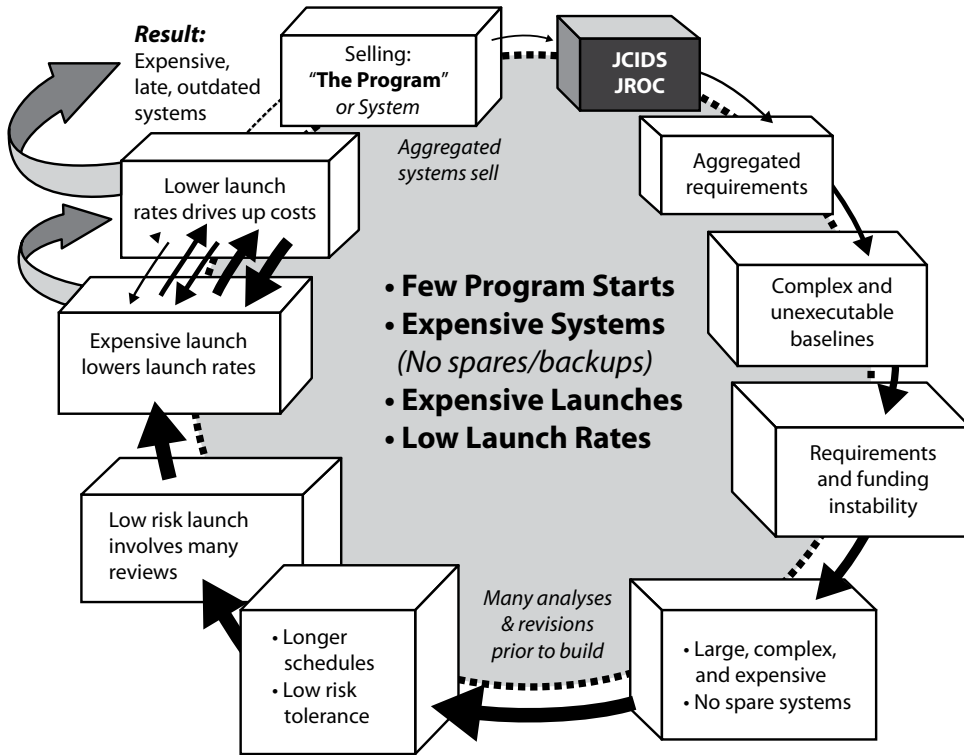 Result:
Expensive,
late, outdated
systems
Selling:
“The Program”
or System
JCIDS
JROC
Aggregated
systems sell
Aggregated
requirements
Complex and
unexecutable
baselines
Requirements
and funding
instability
• Large, complex,
and expensive
• No spare systems
Many analyses
& revisions
prior to build
• Longer
schedules
• Low risk
tolerance
Low risk launch
involves many
reviews
Expensive launch
lowers launch rates
Lower launch
rates drives up costs
• Few Program Starts
• Expensive Systems
(No spares/backups)
• Expensive Launches
• Low Launch Rates